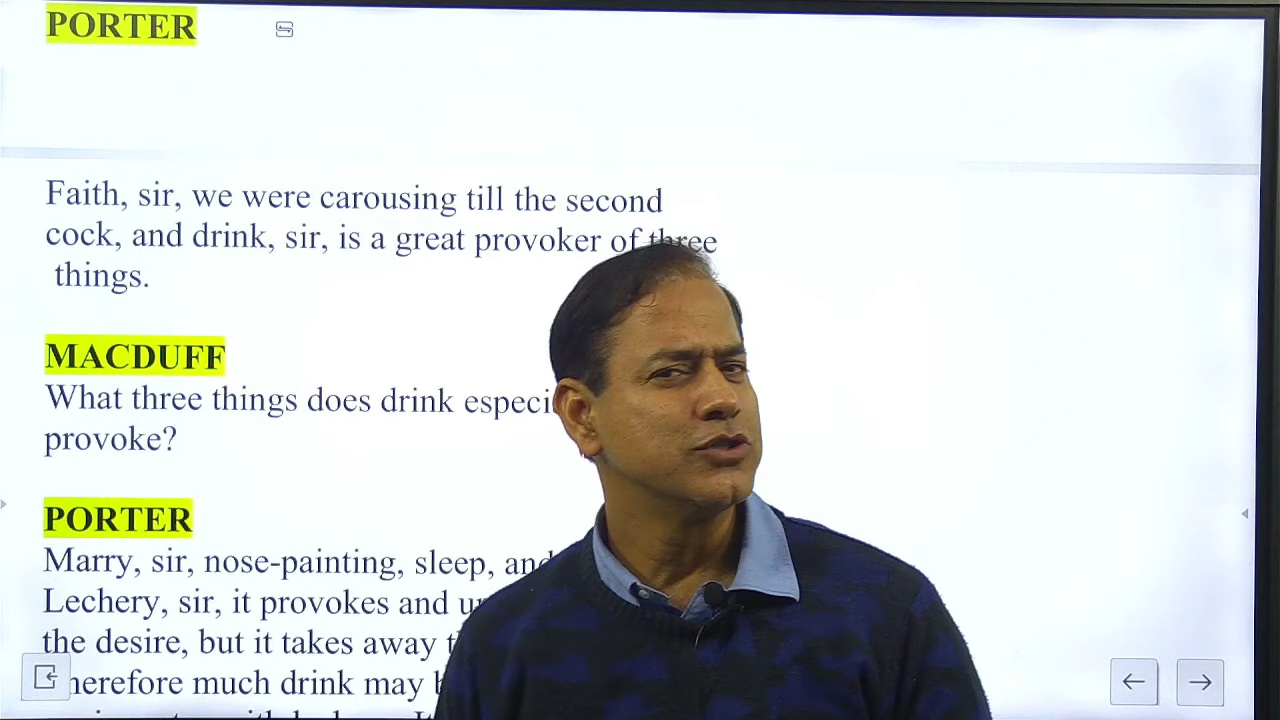 PORTER
Faith, sir, we were carousing till the second
cock, and drink, sir, is a great provoker of three
things.
MACDUFF
What three things does drink
provoke?
PORTER
Marry, sir, nose-painting, sleep, and
Lechery, sir, it provokes and
the desire, but it takes away
much drink may